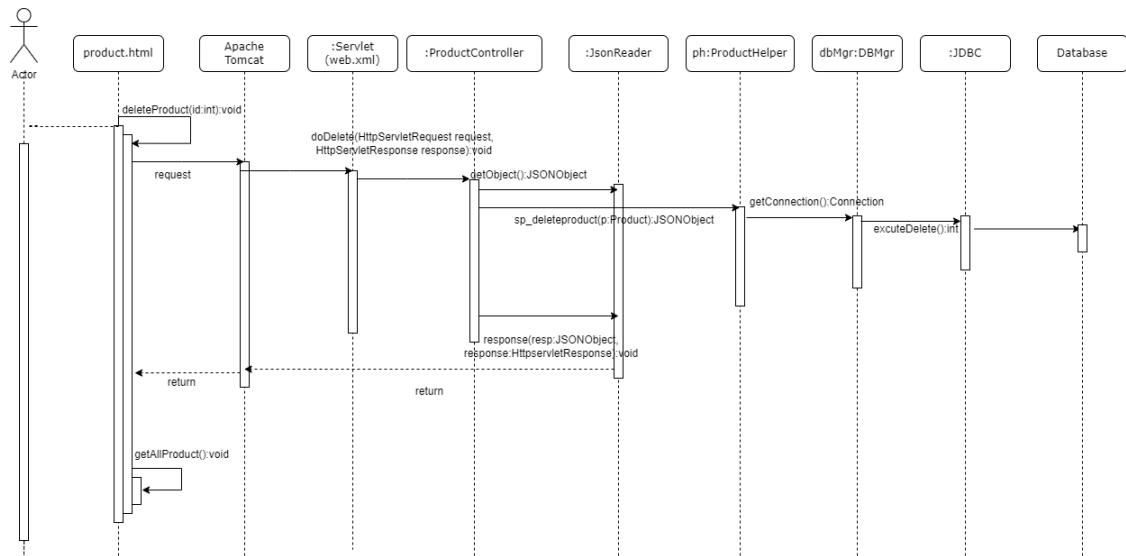 Actor
product.html
Apache
Tomcat
:Servlet
(web.xml)
:ProductController
:JsonReader
ph:ProductHelper
dbMgr:DBMgr
:JDBC
Database
deleteProduct(id:int):void
doDelete(HttpServletRequest request,
HttpServletResponse response):void
request
getObject():JSONObject
sp_deleteproduct(p:Product):JSONObject
getConnection():Connection
excuteDelete():int
response(resp:JSONObject,
response:HttpservletResponse):void
return
return
getAllProduct():void